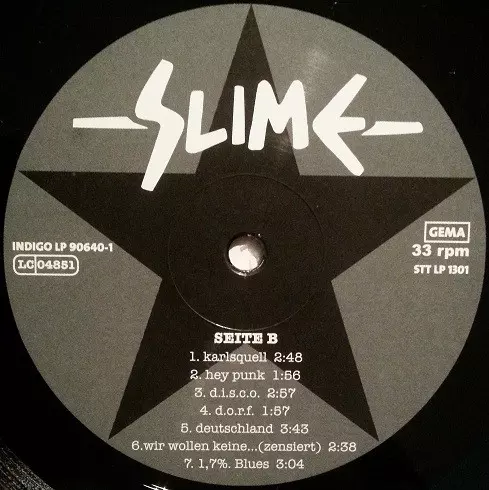 SLIME
INDIGO LP 90640-1
LC 04851
GEMA
33 rpm
STT LP 1301
SEITE B
1. karlsquell 2:48
2. hey punk 1:56
3. d.i.s.c.o. 2:57
4. d.o.r.f. 1:57
5. deutschland 3:43
6.wir wollen keine...(zensiert) 2:38
7. 1,7%. Blues 3:04